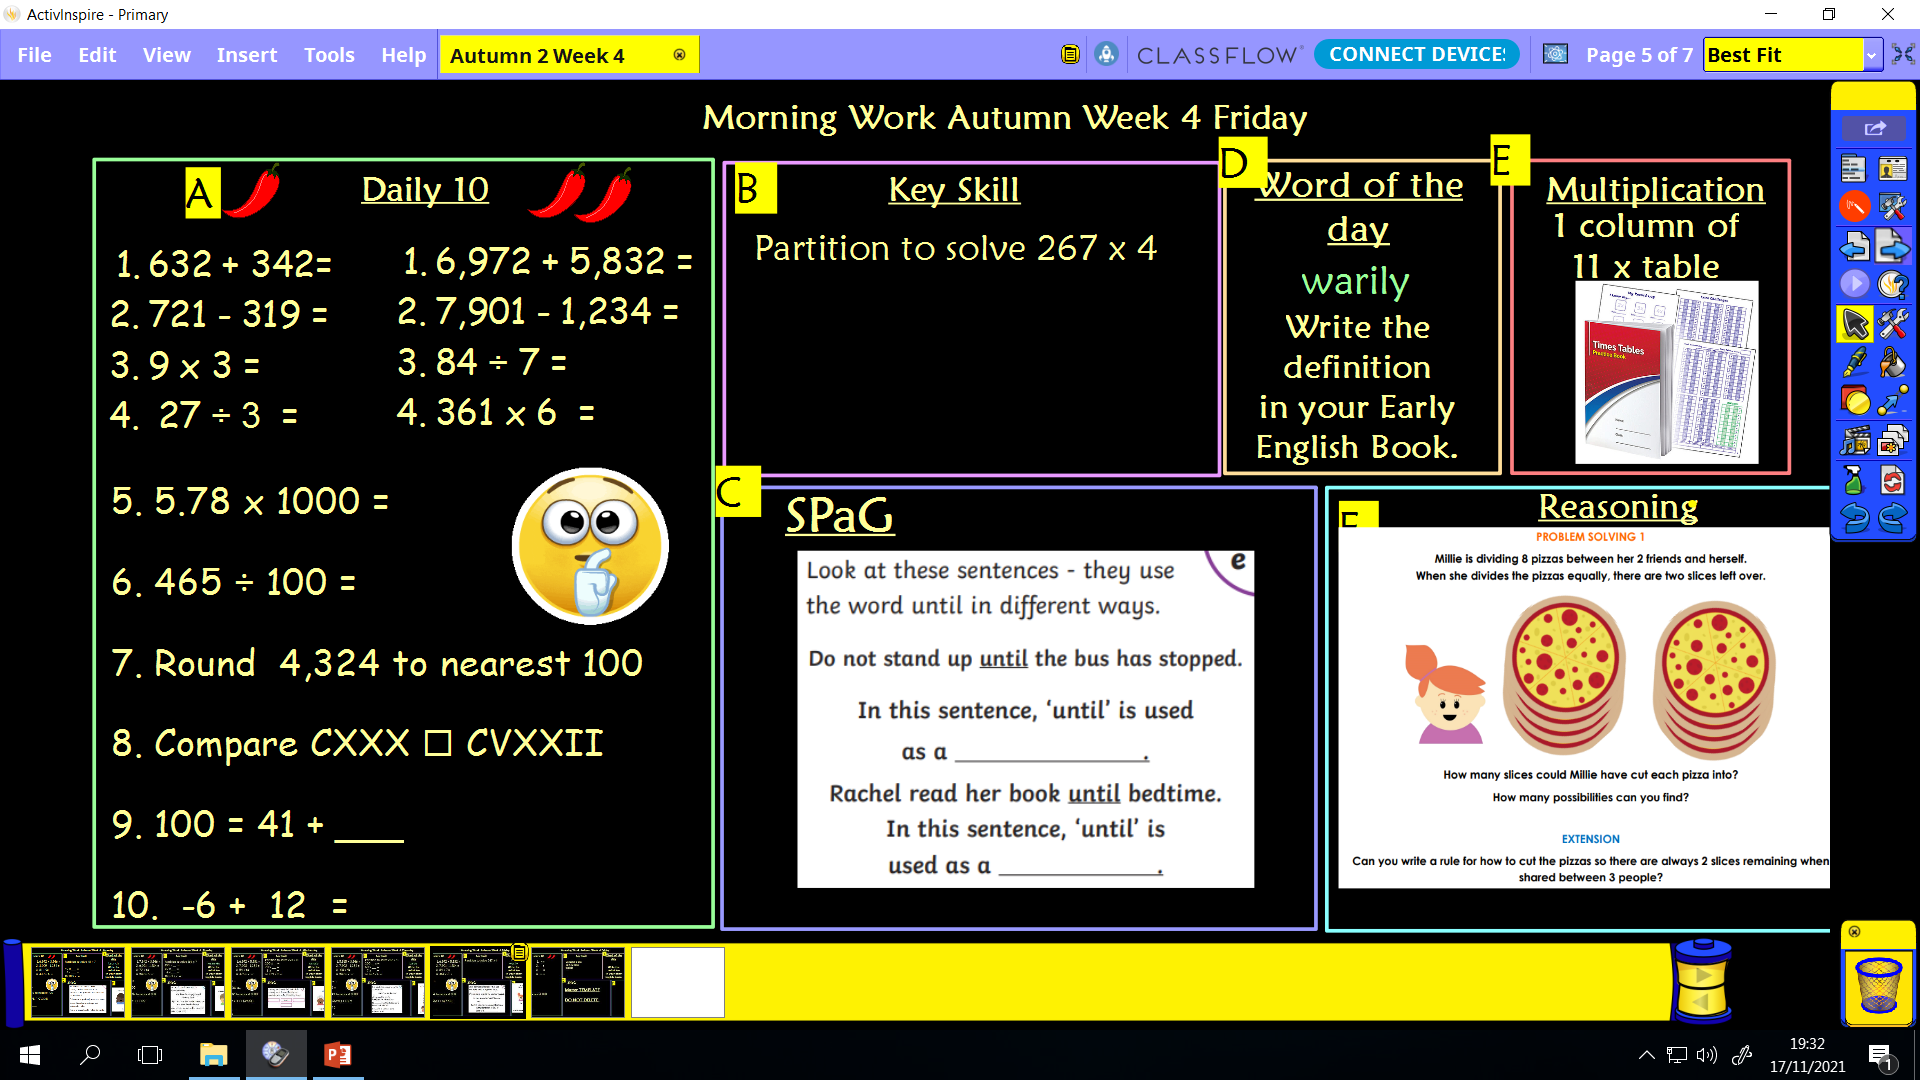 ActivInspire - Primary
File Edit View Insert Tools Help
Autumn 2 Week 4
CLASSFLOW
CONNECT DEVICES
Page 5 of 7
Best Fit
Morning Work Autumn Week 4 Friday
A
Daily 10
1. 632 + 342=
2. 721 - 319 =
3. 9 x 3 =
4. 27 ÷ 3 =
1. 6,972 + 5,832 =
2. 7,901 - 1,234 =
3. 84 ÷ 7 =
4. 361 x 6 =
5. 5.78 x 1000 =
6. 465 ÷ 100 =
7. Round 4,324 to nearest 100
8. Compare CXXX □ CVXXII
9. 100 = 41 + ___
10. -6 + 12 =
B
Key Skill
Partition to solve 267 x 4
D
Word of the
day
warily
Write the
definition
in your Early
English Book.
E
Multiplication
1 column of
11 x table
Times Tables
Practice Book
C
SPaG
e
Look at these sentences - they use
the word until in different ways.
Do not stand up until the bus has stopped.
In this sentence, ‘until’ is used
as a ________________.
Rachel read her book until bedtime.
In this sentence, ‘until’ is
used as a ______________.
Reasoning
PROBLEM SOLVING 1
Millie is dividing 8 pizzas between her 2 friends and herself.
When she divides the pizzas equally, there are two slices left over.
How many slices could Millie have cut each pizza into?
How many possibilities can you find?
EXTENSION
Can you write a rule for how to cut the pizzas so there are always 2 slices remaining when
shared between 3 people?
19:32
17/11/2021
1